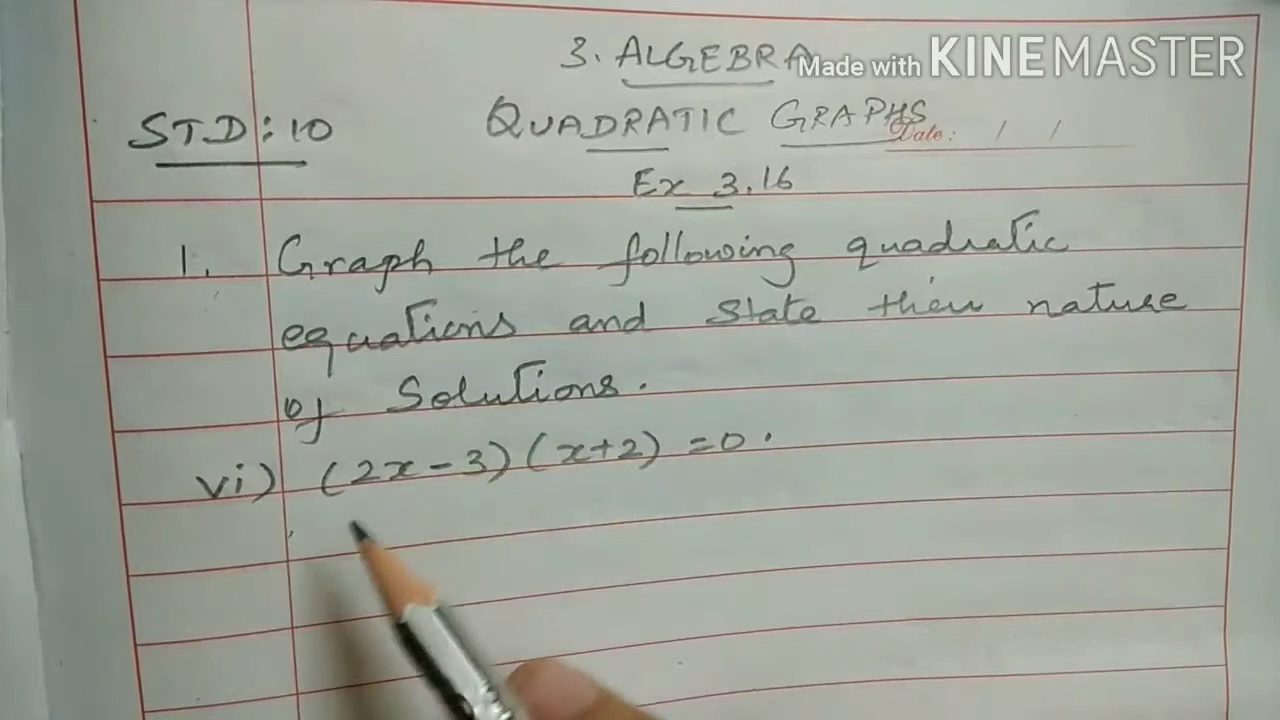 3. ALGEBRA
Made with KINEMASTER
STD: 10
QUADRATIC GRAPHS
Date: / /
Ex 3.16
1. Graph the following quadratic
equations and state their nature
of Solutions.
vi) (2x-3)(x+2) =0.